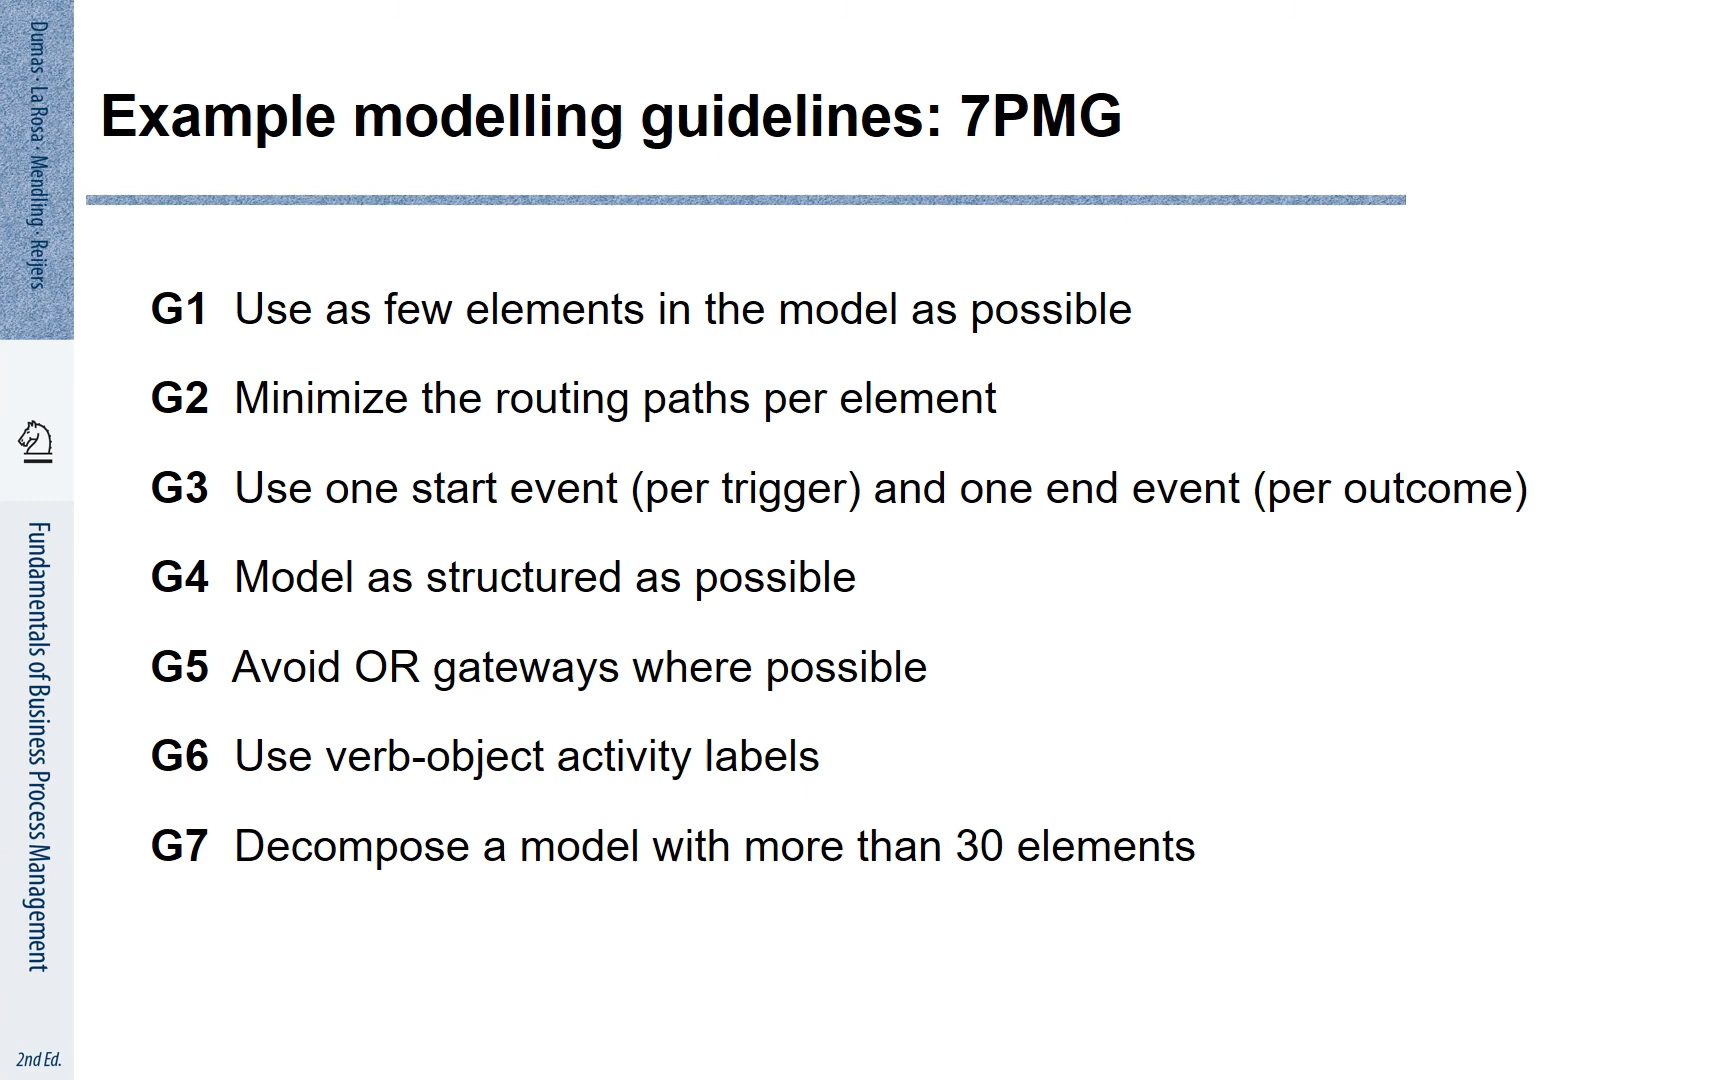 Dumas · La Rosa · Mendling · Reijers
Fundamentals of Business Process Management
2nd Ed.
Example modelling guidelines: 7PMG
G1 Use as few elements in the model as possible
G2 Minimize the routing paths per element
G3 Use one start event (per trigger) and one end event (per outcome)
G4 Model as structured as possible
G5 Avoid OR gateways where possible
G6 Use verb-object activity labels
G7 Decompose a model with more than 30 elements